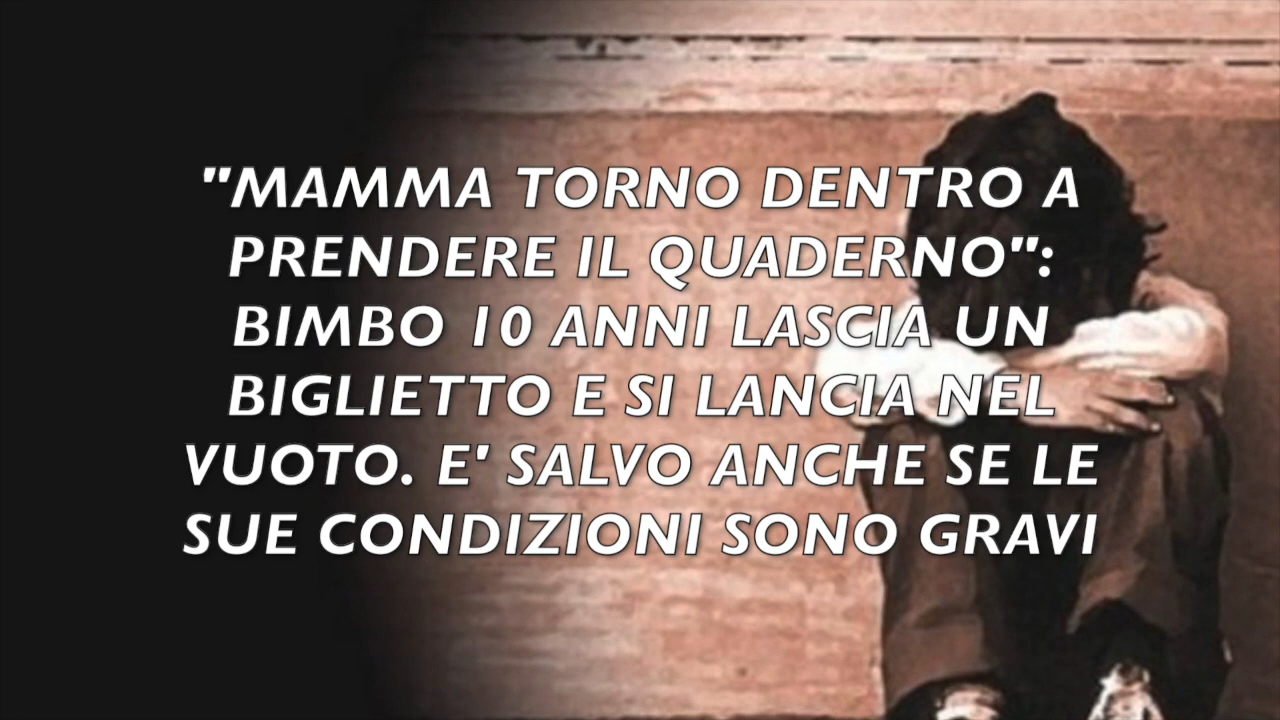 "MAMMA TORNO DENTRO A
PRENDERE IL QUADERNO":
BIMBO 10 ANNI LASCIA UN
BIGLIETTO E SI LANCIA NEL
VUOTO. E' SALVO ANCHE SE LE
SUE CONDIZIONI SONO GRAVI